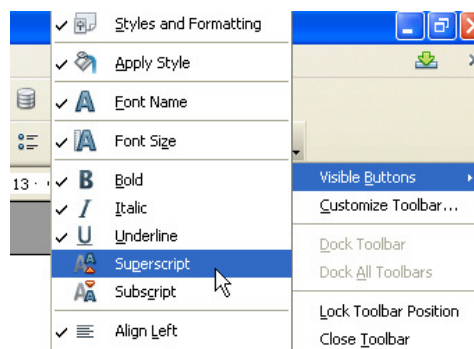 Styles and Formatting
Apply Style
Font Name
Font Size
Bold
Italic
Underline
Superscript
Subscript
Align Left
13
Visible Buttons
Customize Toolbar...
Dock Toolbar
Dock All Toolbars
Lock Toolbar Position
Close Toolbar